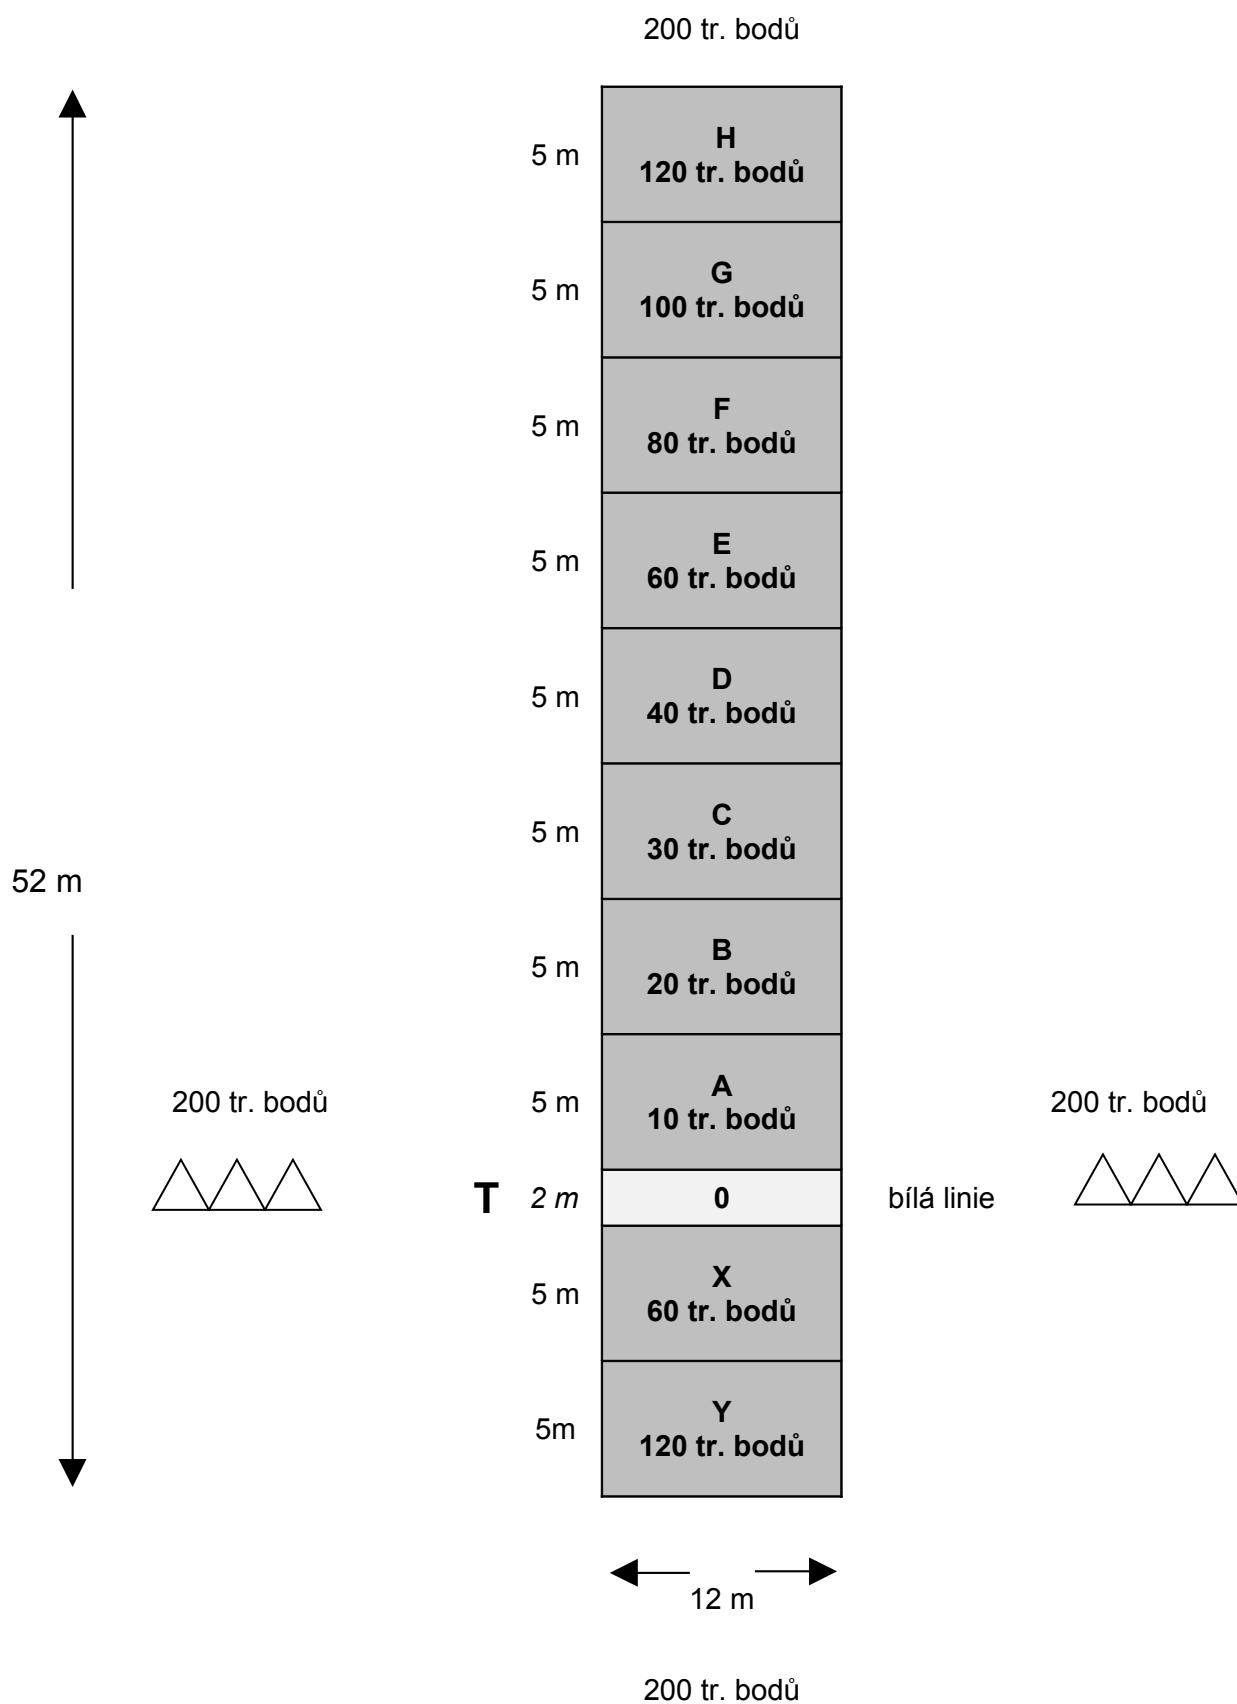 200 tr. bodů
5 m
H
120 tr. bodů
5 m
G
100 tr. bodů
5 m
F
80 tr. bodů
5 m
E
60 tr. bodů
5 m
D
40 tr. bodů
5 m
C
30 tr. bodů
52 m
5 m
B
20 tr. bodů
200 tr. bodů
5 m
A
10 tr. bodů
200 tr. bodů
T
2 m
0
bílá linie
5 m
X
60 tr. bodů
5m
Y
120 tr. bodů
12 m
200 tr. bodů